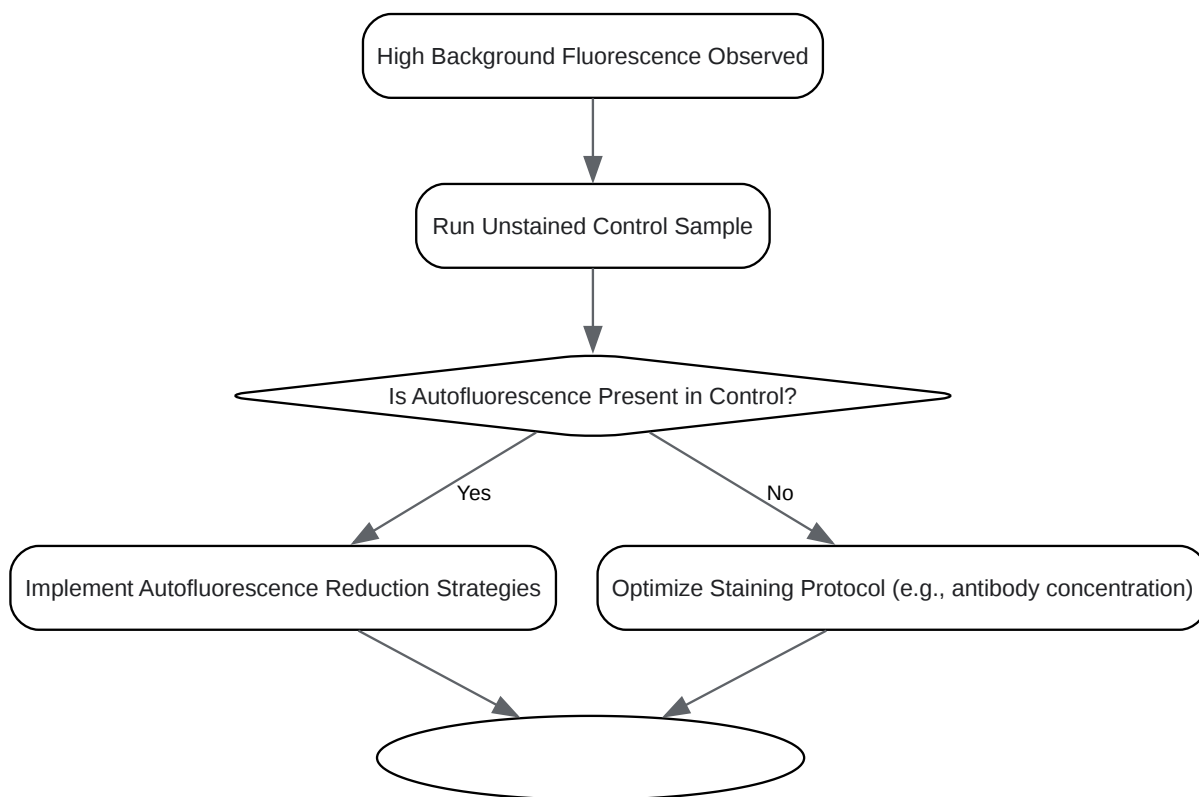 High Background Fluorescence Observed
Run Unstained Control Sample
Is Autofluorescence Present in Control?
Yes
No
Implement Autofluorescence Reduction Strategies
Optimize Staining Protocol (e.g., antibody concentration)